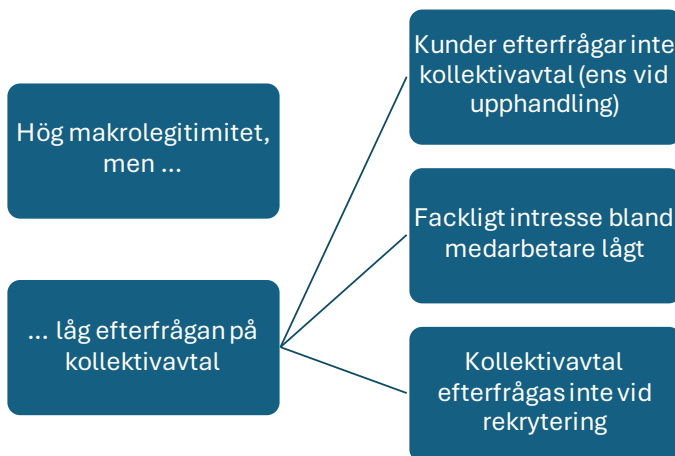 Hög makrolegitimitet,
men ...
... låg efterfrågan på
kollektivavtal
Kunder efterfrågar inte
kollektivavtal (ens vid
upphandling)
Fackligt intresse bland
medarbetare lågt
Kollektivavtal
efterfrågas inte vid
rekrytering